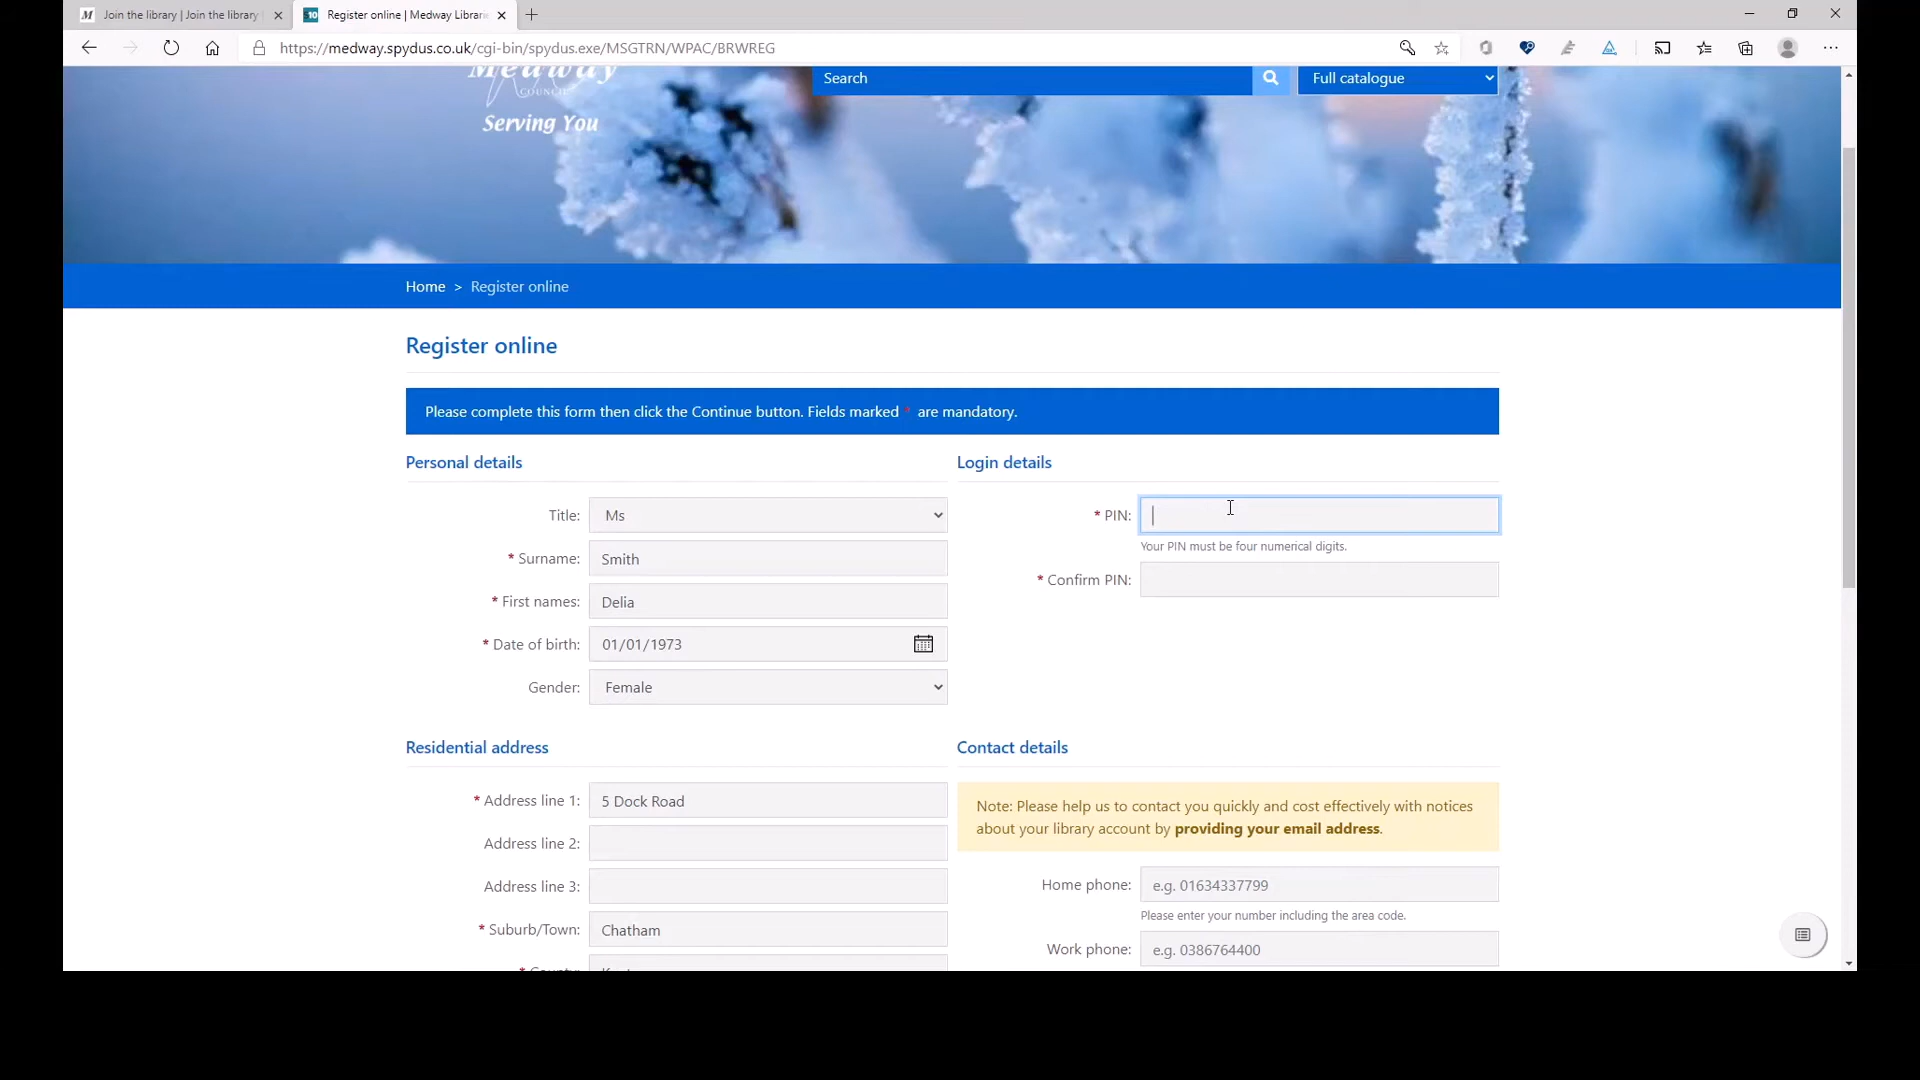 Join the library | Join the library
Register online | Medway Librarie
https://medway.spydus.co.uk/cgi-bin/spydus.exe/MSGTRN/WPAC/BRWREG
Medway
COUNCIL
Serving You
Search
Full catalogue
Home > Register online
Register online
Please complete this form then click the Continue button. Fields marked * are mandatory.
Personal details
Title: Ms
* Surname: Smith
* First names: Delia
* Date of birth: 01/01/1973
Gender: Female
Login details
* PIN:
Your PIN must be four numerical digits.
* Confirm PIN:
Residential address
* Address line 1: 5 Dock Road
Address line 2:
Address line 3:
* Suburb/Town: Chatham
* County: Kent
Contact details
Note: Please help us to contact you quickly and cost effectively with notices
about your library account by providing your email address.
Home phone: e.g. 01634337799
Please enter your number including the area code.
Work phone: e.g. 0386764400